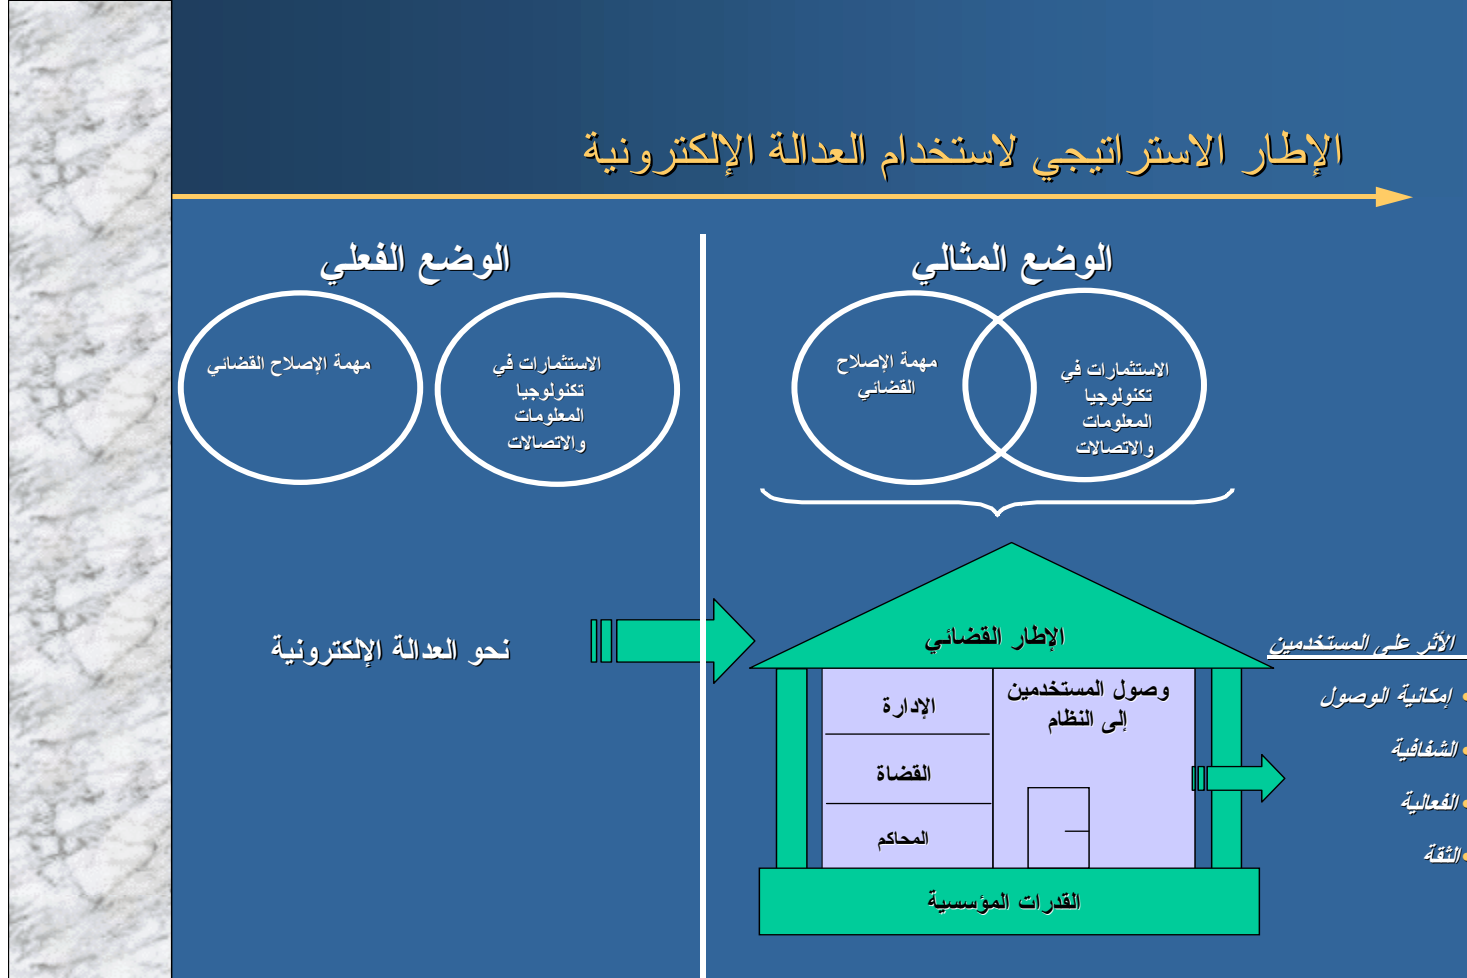 الإطار الاستراتيجي لاستخدام العدالة الإلكترونية
الوضع المثالي
الاستثمارات في
تكنولوجيا
المعلومات
والاتصالات
مهمة الإصلاح
القضائي
الوضع الفعلي
الاستثمارات في
تكنولوجيا
المعلومات
والاتصالات
مهمة الإصلاح القضائي
نحو العدالة الإلكترونية
الإطار القضائي
وصول المستخدمين
إلى النظام
الإدارة
القضاة
المحاكم
القدرات المؤسسية
الأثر على المستخدمين
• إمكانية الوصول
•الشفافية
•الفعالية
•الثقة